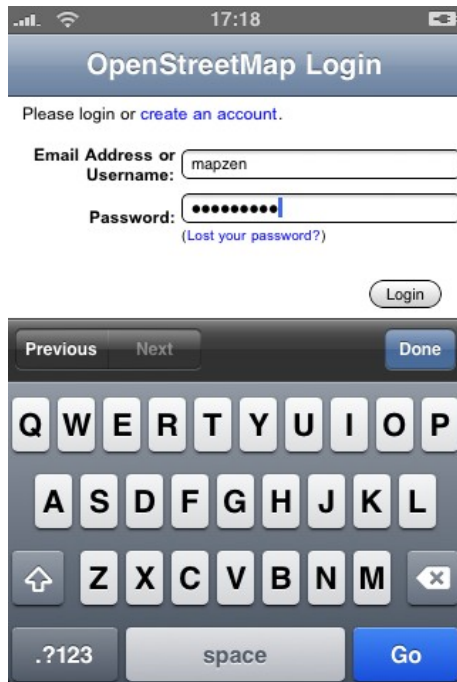 17:18
OpenStreetMap Login
Please login or create an account.
Email Address or
Username:
mapzen
Password:
(Lost your password?)
Login
Previous Next Done
Q W E R T Y U I O P
A S D F G H J K L
Z X C V B N M
.?123 space Go